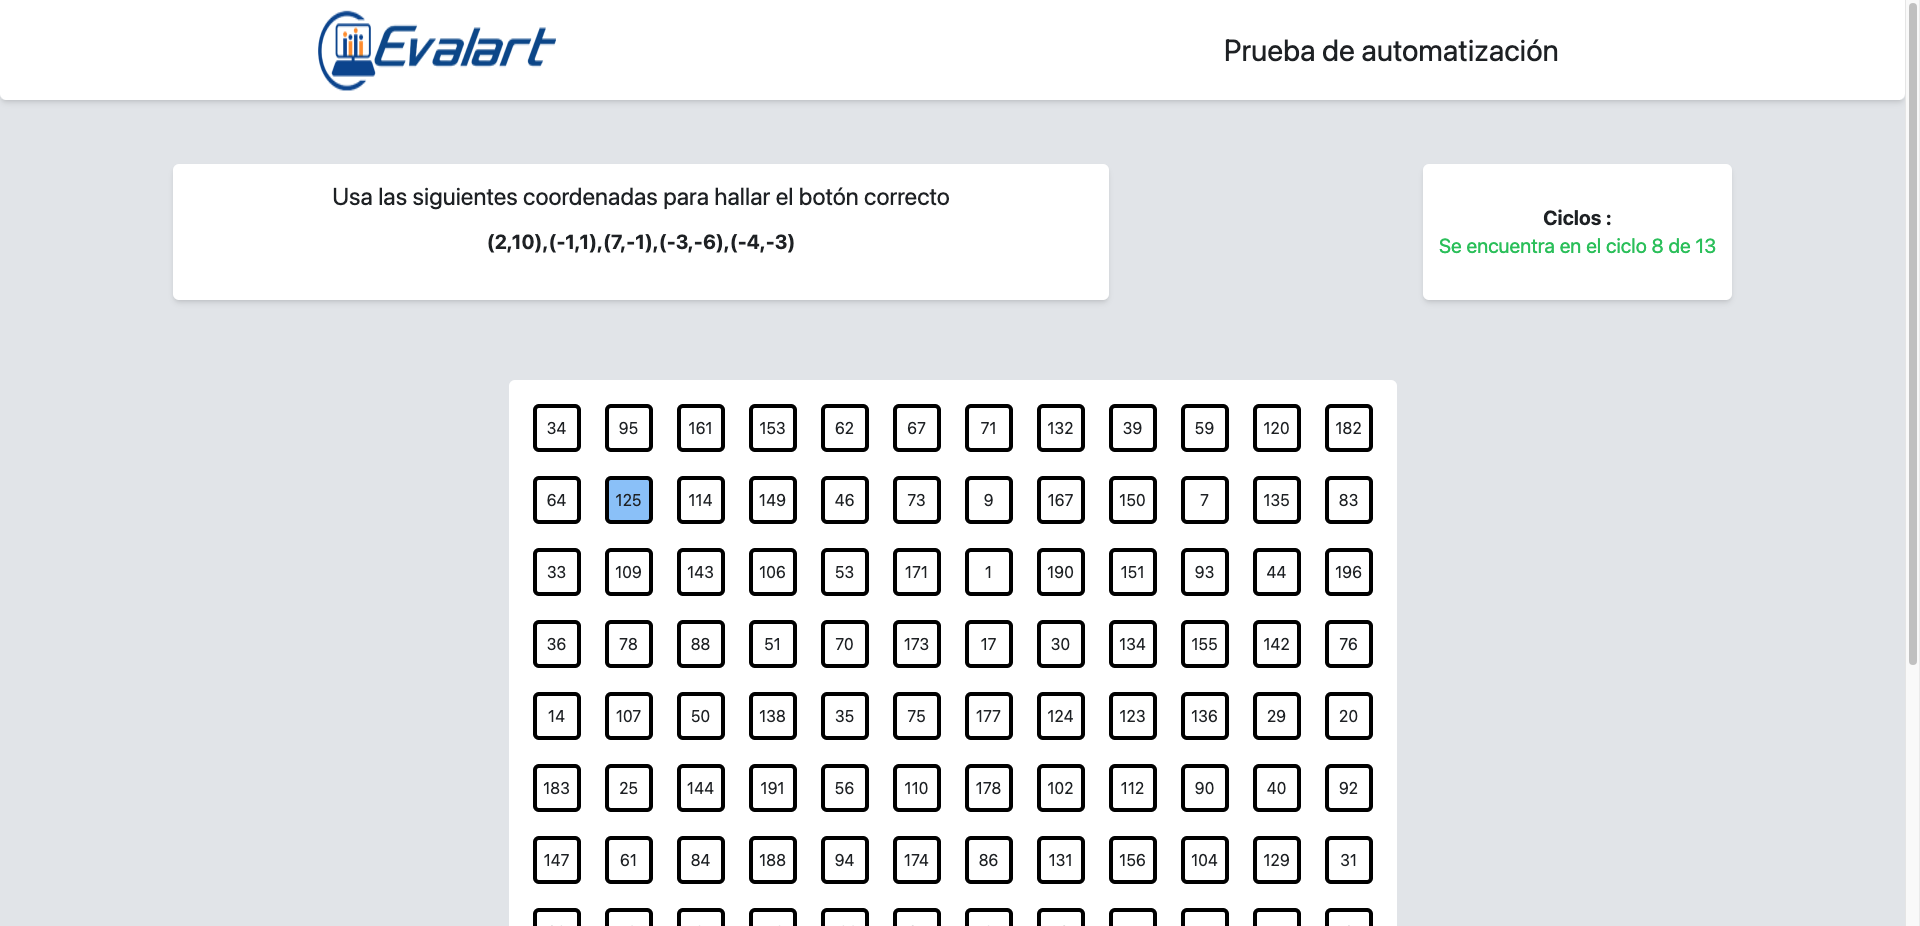 Evalart
Prueba de automatización
Usa las siguientes coordenadas para hallar el botón correcto
(2,10),(-1,1),(7,-1),(-3,-6),(-4,-3)
Ciclos :
Se encuentra en el ciclo 8 de 13
34 95 161 153 62 67 71 132 39 59 120 182
64 125 114 149 46 73 9 167 150 7 135 83
33 109 143 106 53 171 1 190 151 93 44 196
36 78 88 51 70 173 17 30 134 155 142 76
14 107 50 138 35 75 177 124 123 136 29 20
183 25 144 191 56 110 178 102 112 90 40 92
147 61 84 188 94 174 86 131 156 104 129 31